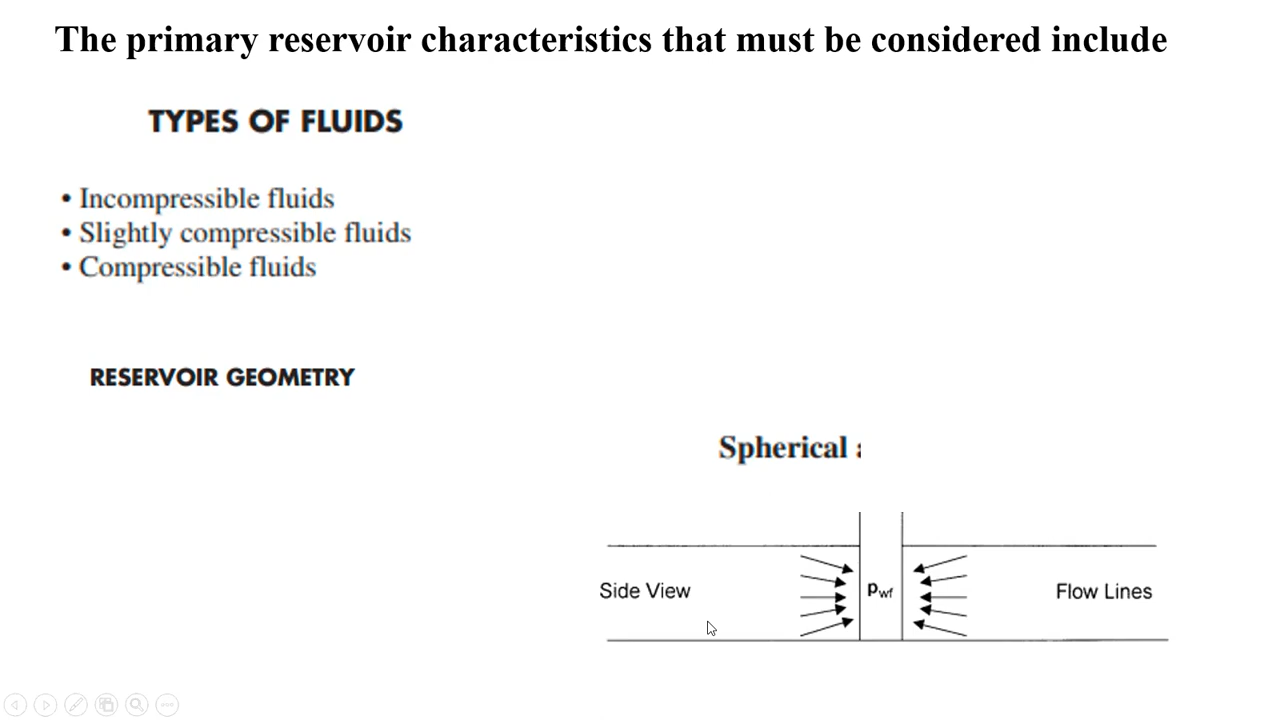 The primary reservoir characteristics that must be considered include
TYPES OF FLUIDS
• Incompressible fluids
• Slightly compressible fluids
• Compressible fluids
RESERVOIR GEOMETRY
Spherical
Side View
Pwf
Flow Lines